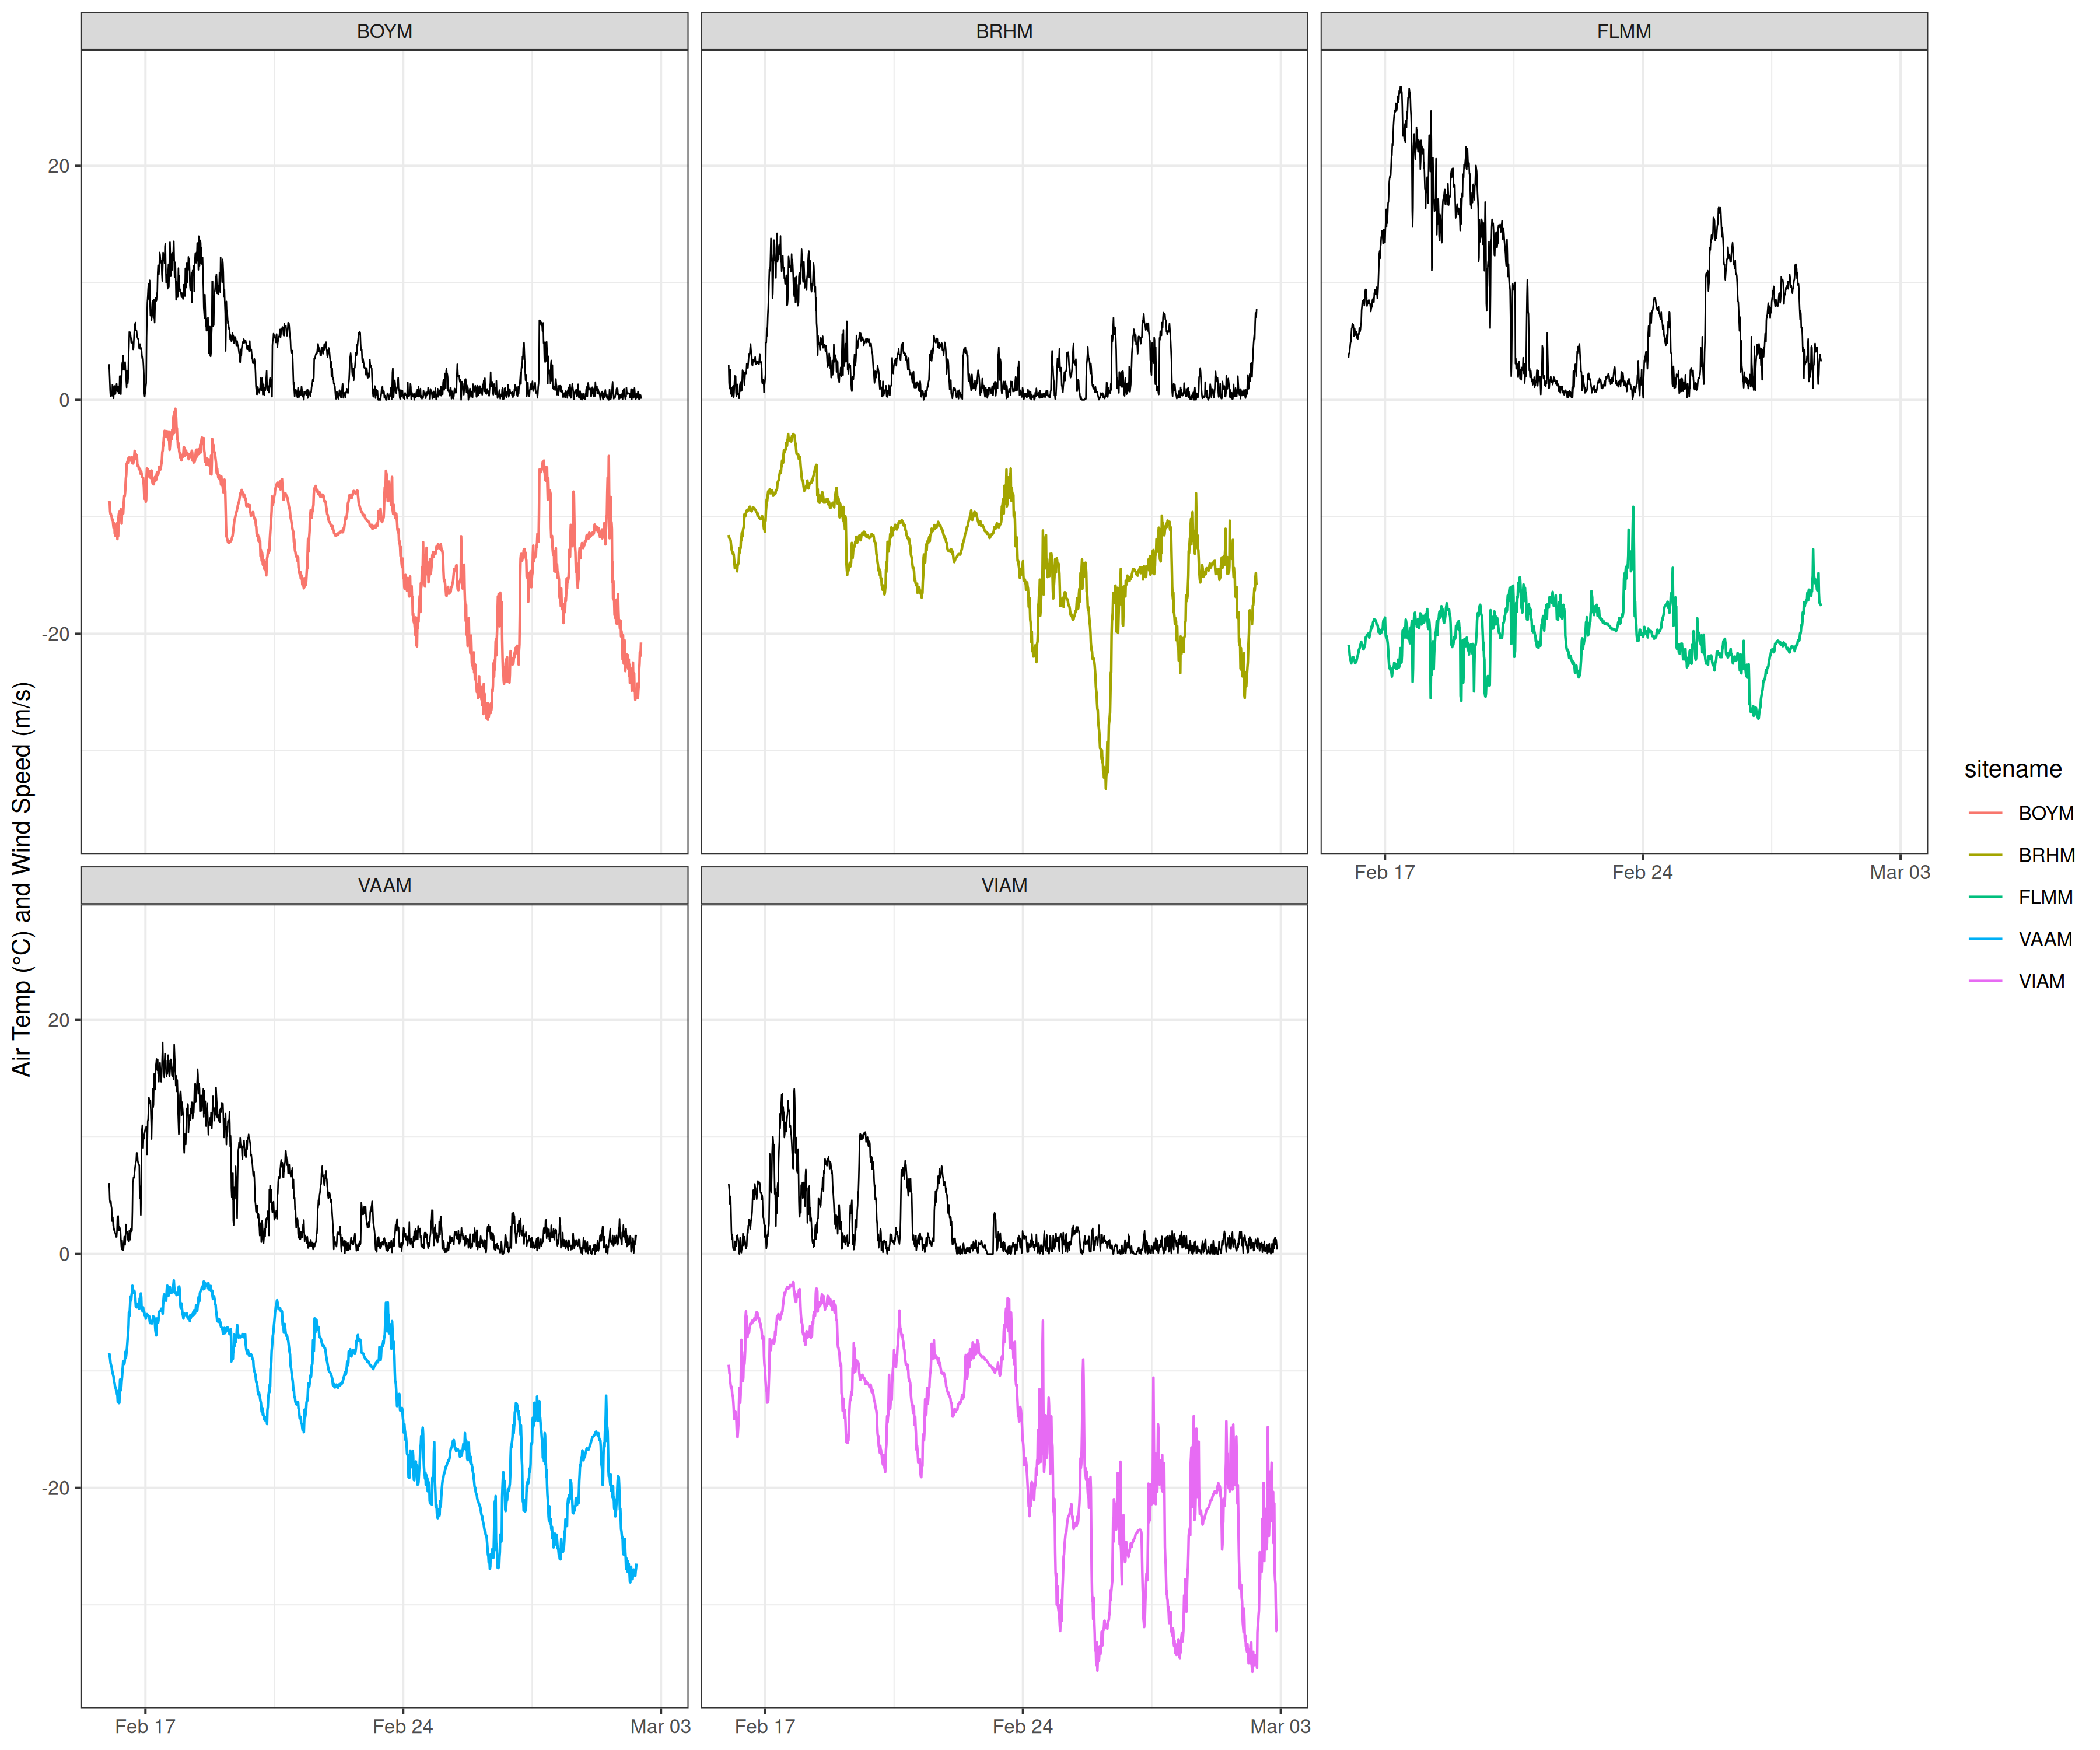 BOYM
BRHM
FLMM
20
0
-20
Feb 17
Feb 24
Mar 03
VAAM
VIAM
20
0
-20
Feb 17
Feb 24
Mar 03
Feb 17
Feb 24
Mar 03
Air Temp (°C) and Wind Speed (m/s)
sitename
BOYM
BRHM
FLMM
VAAM
VIAM